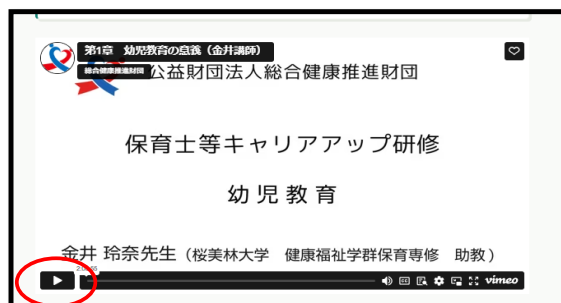 第1章 幼児教育の意義（金井講師）
総合健康推進財団
公益財団法人総合健康推進財団
保育士等キャリアアップ研修
幼児教育
金井 玲奈先生（桜美林大学 健康福祉学群保育専修 助教）
vimeo